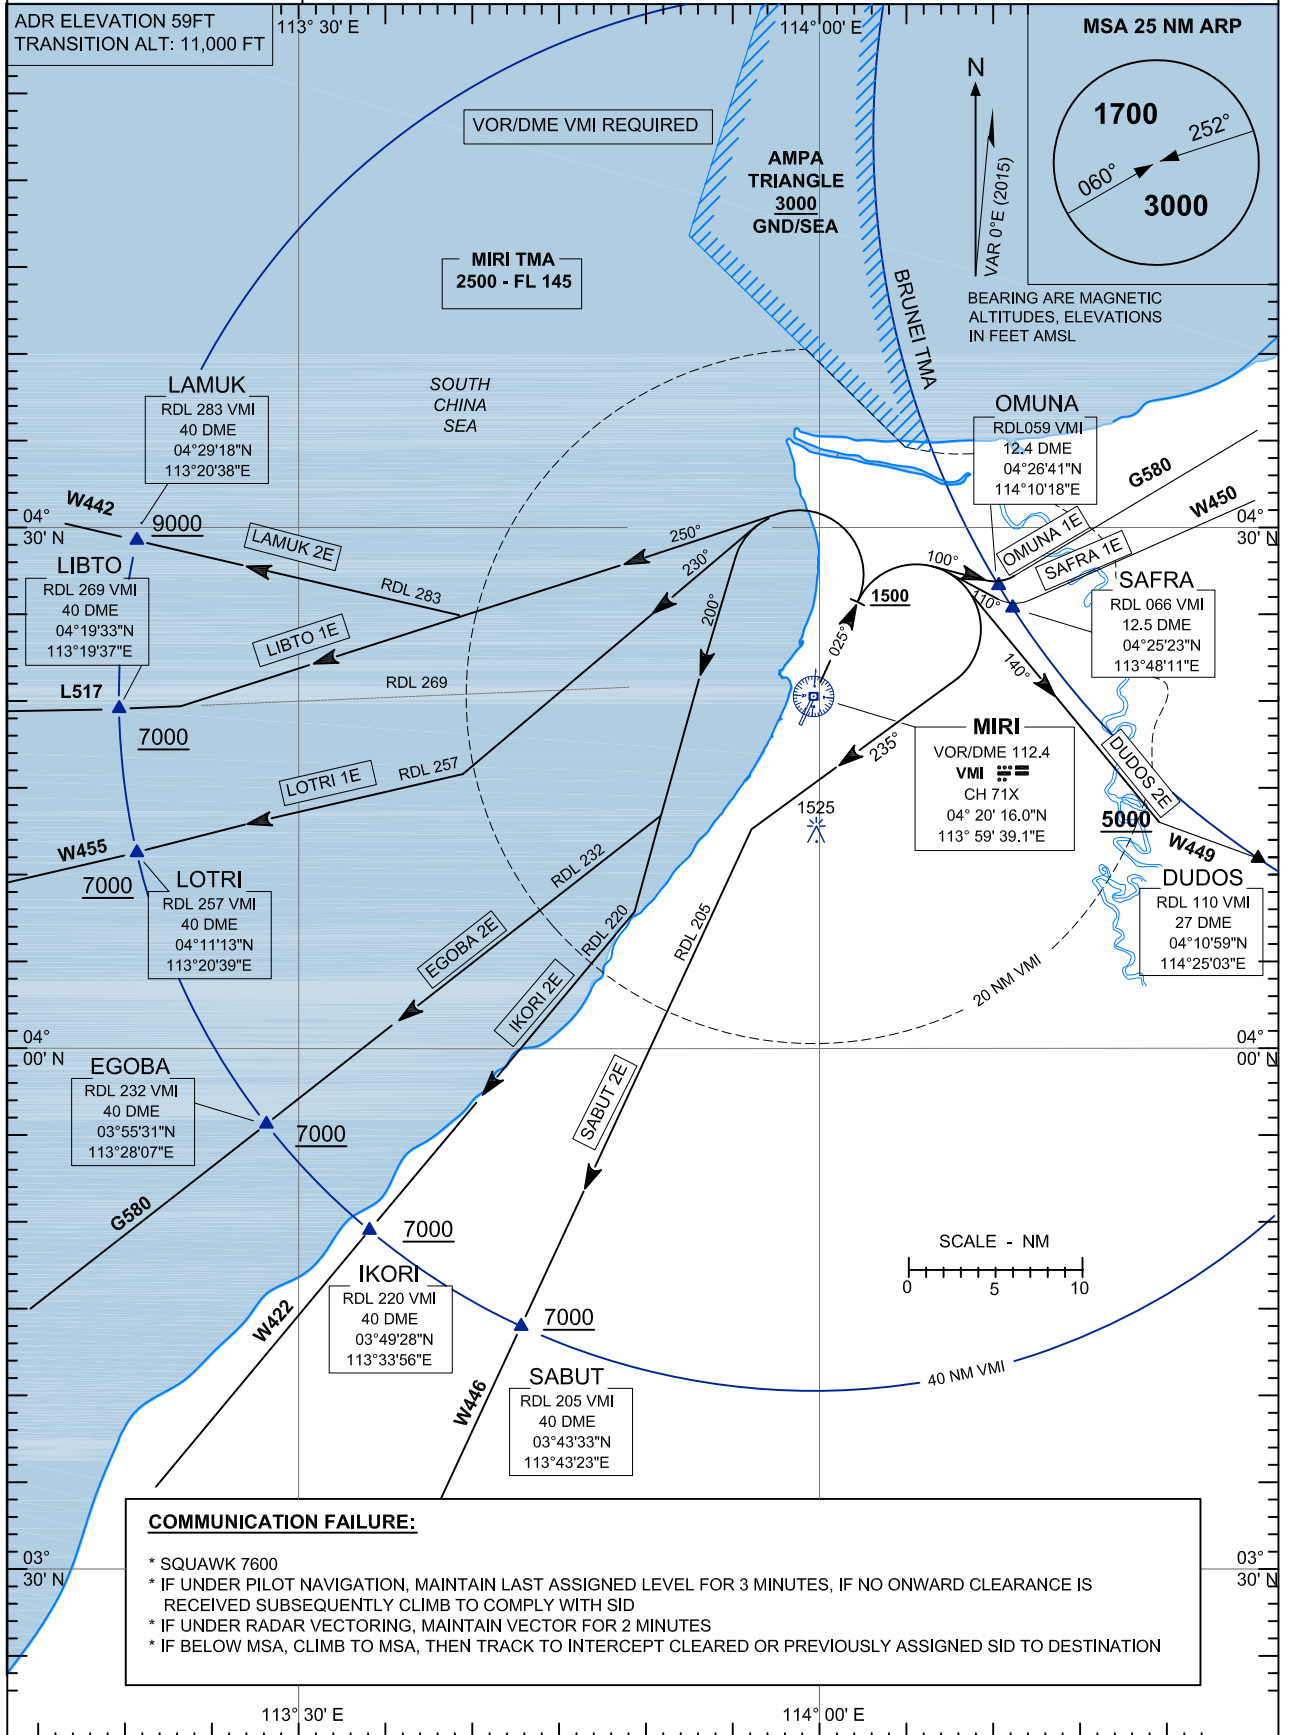 ADR ELEVATION 59FT
TRANSITION ALT: 11,000 FT
113° 30' E
114° 00' E
MSA 25 NM ARP
1700
252°
060°
3000
N
VAR 0°E (2015)
BEARING ARE MAGNETIC
ALTITUDES, ELEVATIONS
IN FEET AMSL
VOR/DME VMI REQUIRED
AMPA
TRIANGLE
3000
GND/SEA
MIRI TMA
2500 - FL 145
BRUNEI TMA
SOUTH
CHINA
SEA
LAMUK
RDL 283 VMI
40 DME
04°29'18"N
113°20'38"E
OMUNA
RDL059 VMI
12.4 DME
04°26'41"N
114°10'18"E
G580
W450
W442
9000
04°
30' N
04°
30' N
LAMUK 2E
RDL 283
250°
230°
200°
100°
110°
OMUNA 1E
SAFRA 1E
1500
025°
140°
LIBTO
RDL 269 VMI
40 DME
04°19'33"N
113°19'37"E
SAFRA
RDL 066 VMI
12.5 DME
04°25'23"N
113°48'11"E
LIBTO 1E
L517
RDL 269
7000
MIRI
VOR/DME 112.4
VMI
CH 71X
04° 20' 16.0"N
113° 59' 39.1"E
235°
1525
DUDOS 2E
5000
W449
LOTRI 1E
RDL 257
W455
7000
LOTRI
RDL 257 VMI
40 DME
04°11'13"N
113°20'39"E
DUDOS
RDL 110 VMI
27 DME
04°10'59"N
114°25'03"E
RDL 232
EGOBA 2E
RDL 220
IKORI 2E
RDL 205
20 NM VMI
04°
00' N
04°
00' N
SABUT 2E
EGOBA
RDL 232 VMI
40 DME
03°55'31"N
113°28'07"E
7000
G580
7000
IKORI
RDL 220 VMI
40 DME
03°49'28"N
113°33'56"E
W422
SCALE - NM
0 5 10
7000
SABUT
RDL 205 VMI
40 DME
03°43'33"N
113°43'23"E
W446
40 NM VMI
COMMUNICATION FAILURE:
* SQUAWK 7600
* IF UNDER PILOT NAVIGATION, MAINTAIN LAST ASSIGNED LEVEL FOR 3 MINUTES, IF NO ONWARD CLEARANCE IS
RECEIVED SUBSEQUENTLY CLIMB TO COMPLY WITH SID
* IF UNDER RADAR VECTORING, MAINTAIN VECTOR FOR 2 MINUTES
* IF BELOW MSA, CLIMB TO MSA, THEN TRACK TO INTERCEPT CLEARED OR PREVIOUSLY ASSIGNED SID TO DESTINATION
03°
30' N
03°
30' N
113° 30' E
114° 00' E